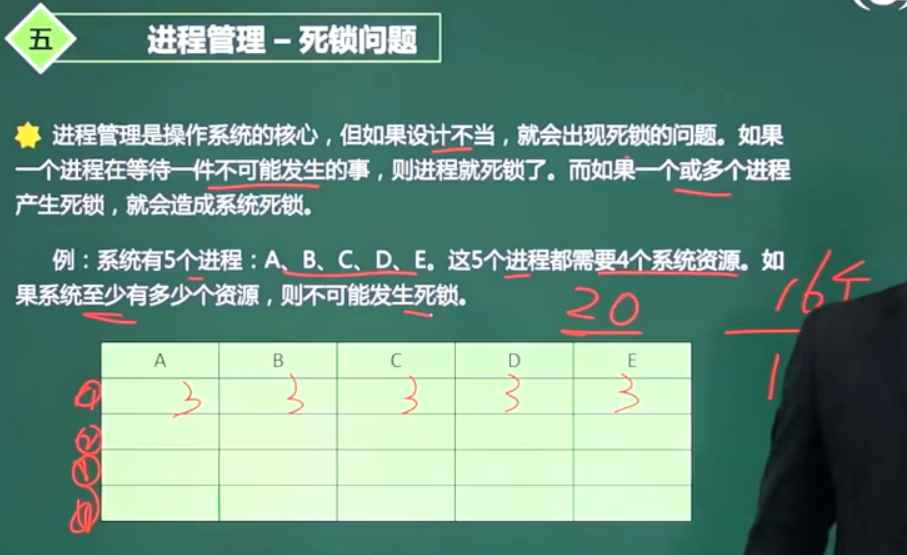 五
进程管理 – 死锁问题
进程管理是操作系统的核心，但如果设计不当，就会出现死锁的问题。如果
一个进程在等待一件不可能发生的事，则进程就死锁了。而如果一个或多个进程
产生死锁，就会造成系统死锁。
例：系统有5个进程：A、B、C、D、E。这5个进程都需要4个系统资源。如
果系统至少有多少个资源，则不可能发生死锁。
20
A B C D E
3 3 3 3 3